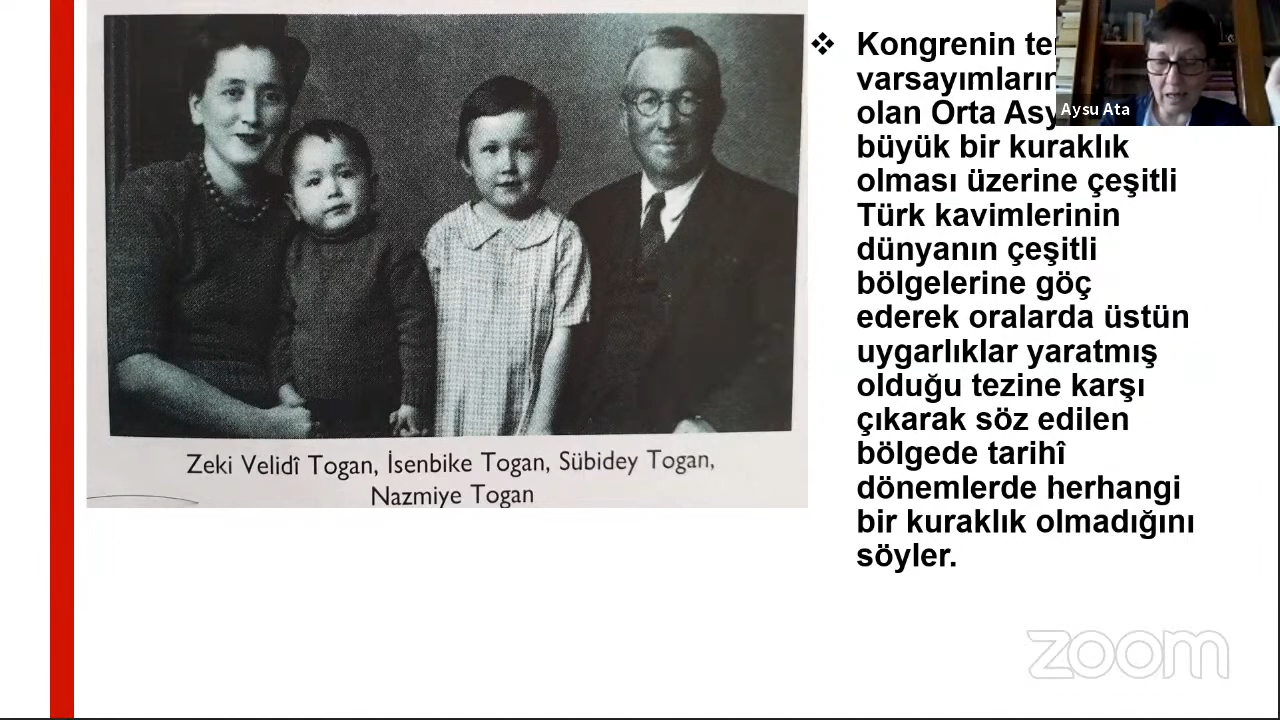 Zeki Velidî Togan, İsenbike Togan, Sübidey Togan,
Nazmiye Togan
❖ Kongrenin
varsayımların
olan Orta
büyük bir kuraklık
olması üzerine çeşitli
Türk kavimlerinin
dünyanın çeşitli
bölgelerine göç
ederek oralarda üstün
uygarlıklar yaratmış
olduğu tezine karşı
çıkarak söz edilen
bölgede tarihî
dönemlerde herhangi
bir kuraklık olmadığını
söyler.
Aysu Ata
zoom